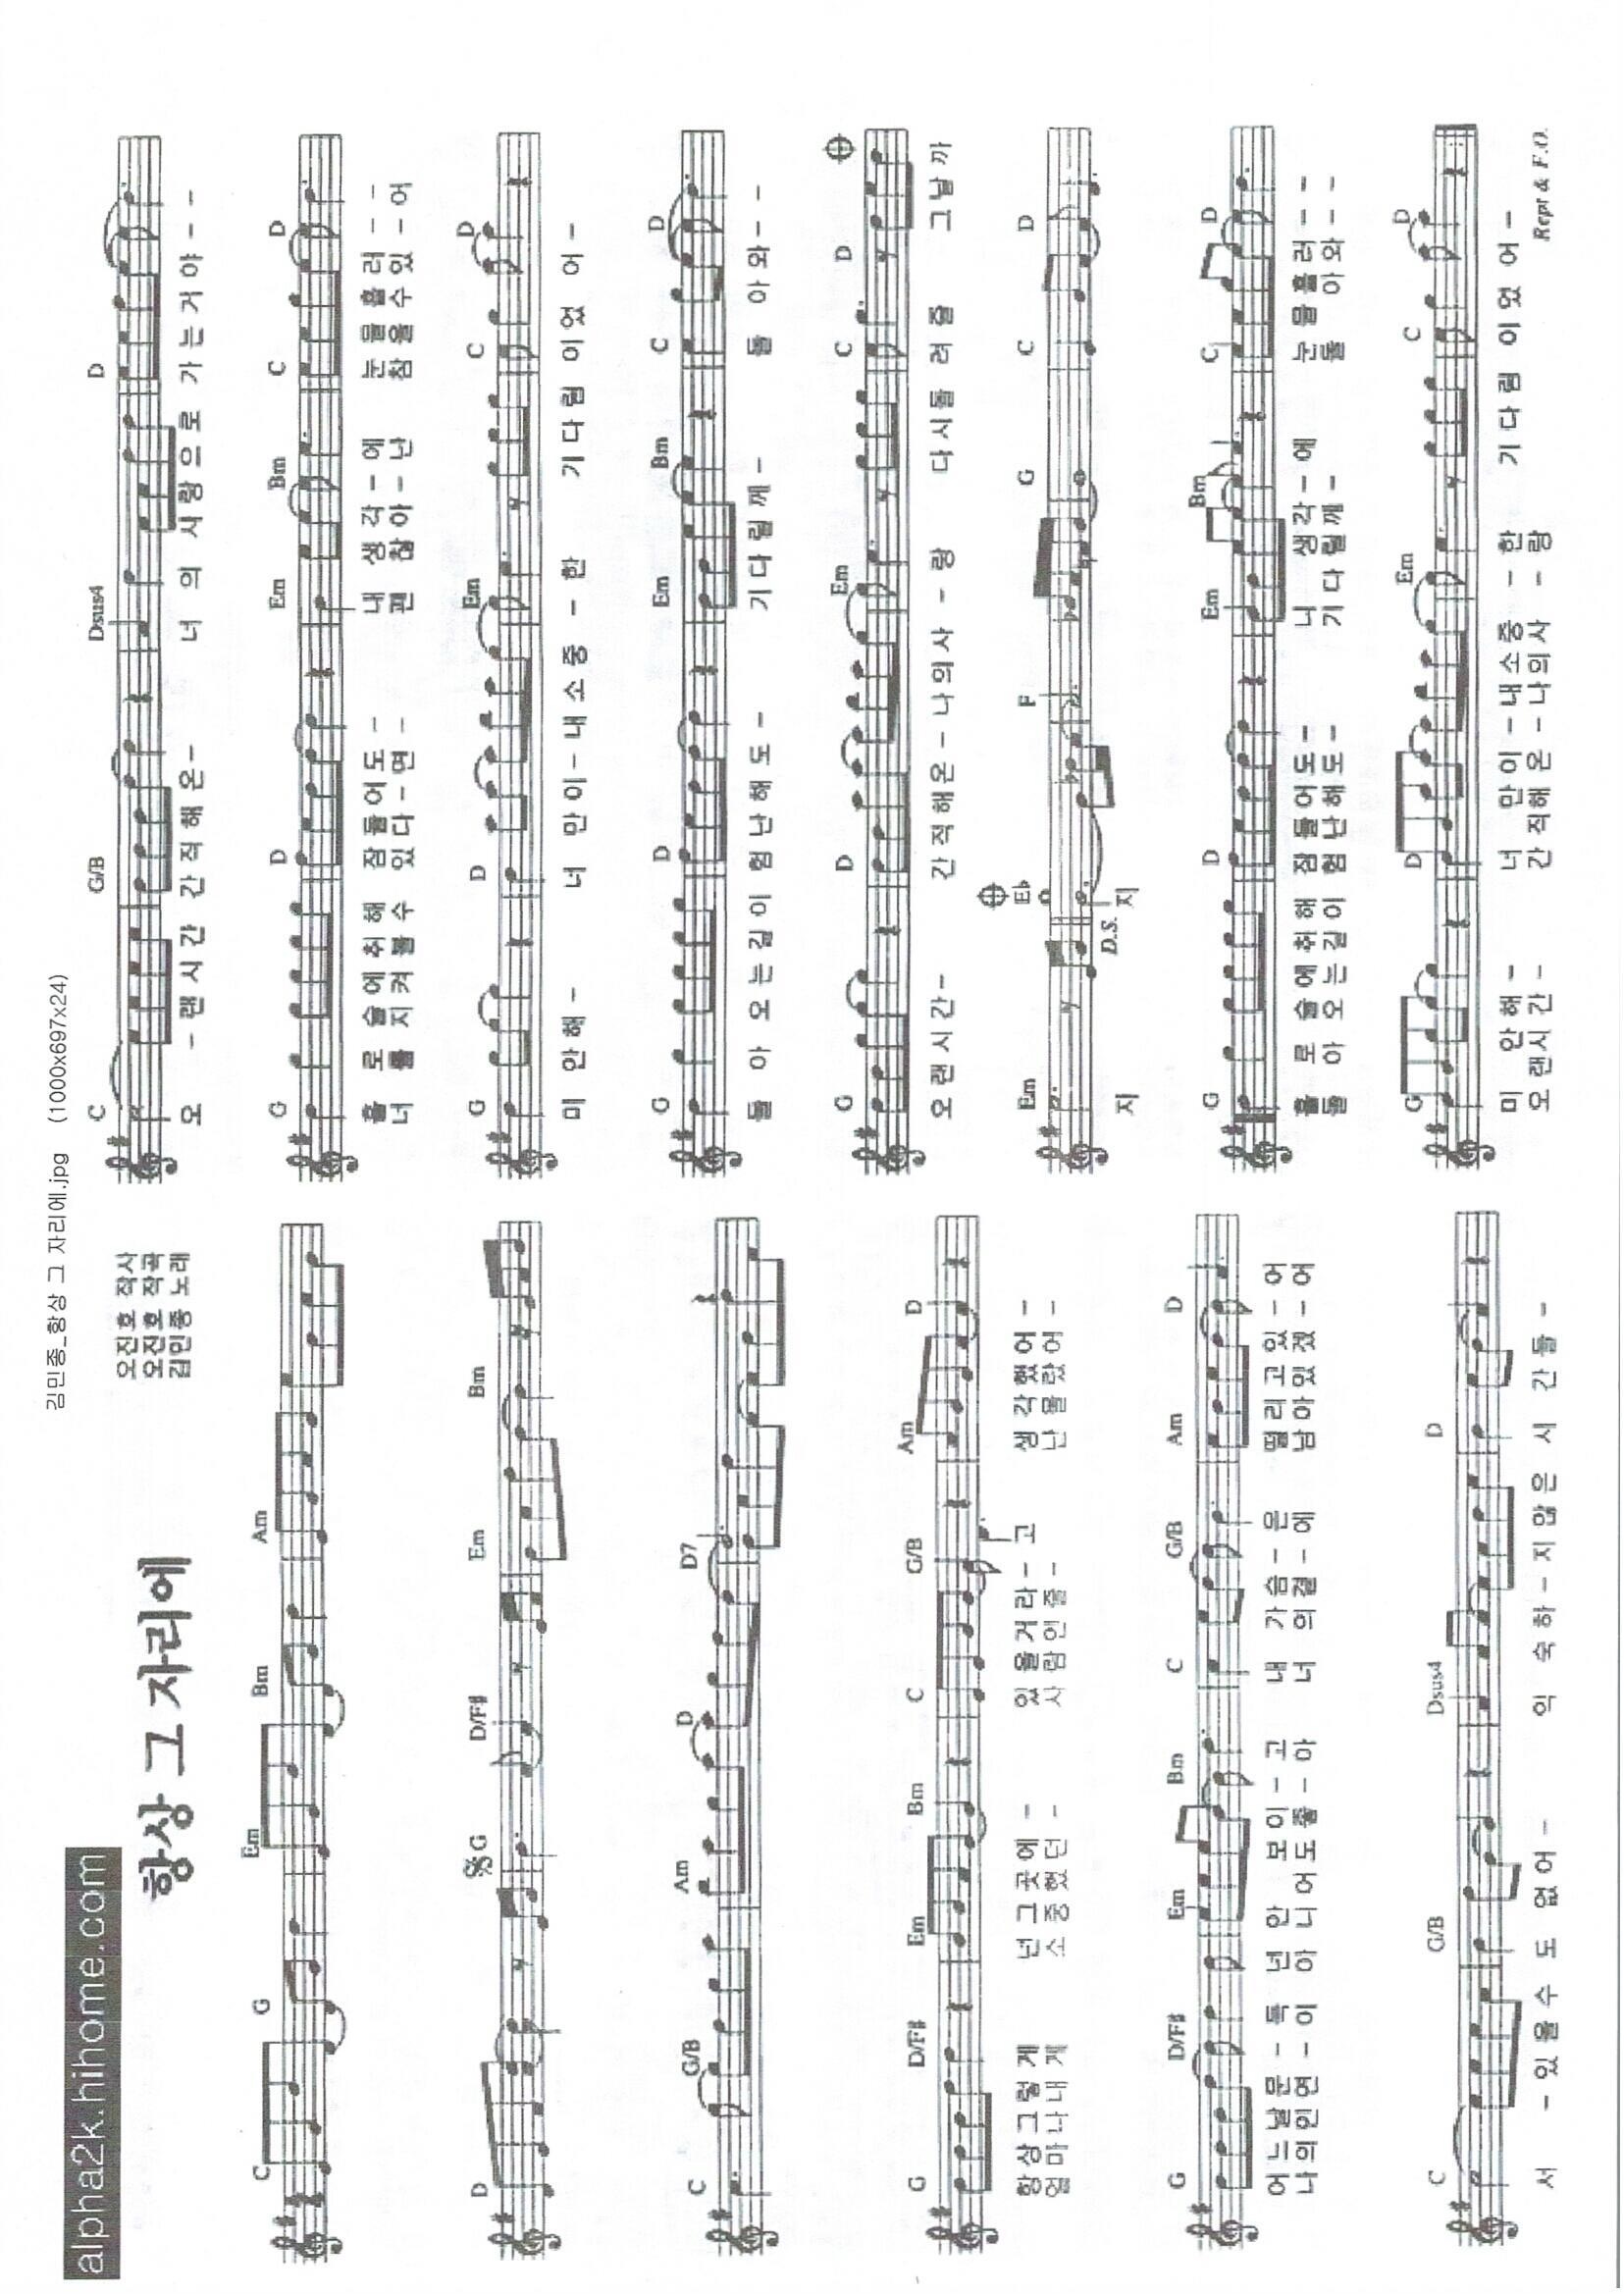 김민종_항상 그 자리에.jpg (1000x697x24)
alpha2k.hihome.com
항상 그 자리에
오진호 작사
오진호 작곡
김민종 노래
C G Em Bm Am
D G D/F# Em Bm
C G/B Am D D7
G D/F# Em Bm C G/B Am D
항상그렇게 넌그곳에 - 있을거라 - 고 생각했어 -
얼마나내게 소중했던 - 사람인줄 - 난몰랐어 -
G D/F# Em Bm C G/B Am D
어느날문 - 득 넌안 보이 - 고 내 가슴 - 은 떨리고있 - 어
나의인연 - 이 아니어도좋 - 아 너 의곁 - 에 남아있겠 - 어
C G/B Dsus4 D
서 - 있을수도 없어 - 익 숙하 - 지않은 시 간들 -
C G/B Dsus4 D
오 - 랜시간 간직해온 - 너 의 사랑으로 가는거야 - -
G D Em Bm C D
홀 로 술에취해 잠들어도 - 내 생각 - 에 눈물흘러 - -
너 를 지켜볼수 있다 - 면 - 괜 찮아 - 난 참을수있 - 어
G D Em C D
미 안해 - 너 만이 - 내소중 - 한 기다림 이었 어 -
G D Em Bm C D
돌 아 오는길이 험난해도 - 기다릴께 - 돌 아와 - -
G D Em C D
오랜시간 - 간직해온 - 나의사 - 랑 다시돌 려줄 그날까
Em E♭ F G C D
D.S.
지 지
G D Em Bm C D
홀 로 술에취해 잠들어도 - 니 생각 - 에 눈물흘러 - -
돌 아 오는길이 험난해도 - 기다릴께 - 돌 아와 - -
G D Em C D
미 안해 - 너 만이 - 내소중 - 한 기다림 이었 어 -
오랜시간 - 간직해온 - 나의사 - 랑
Rept & F.O.